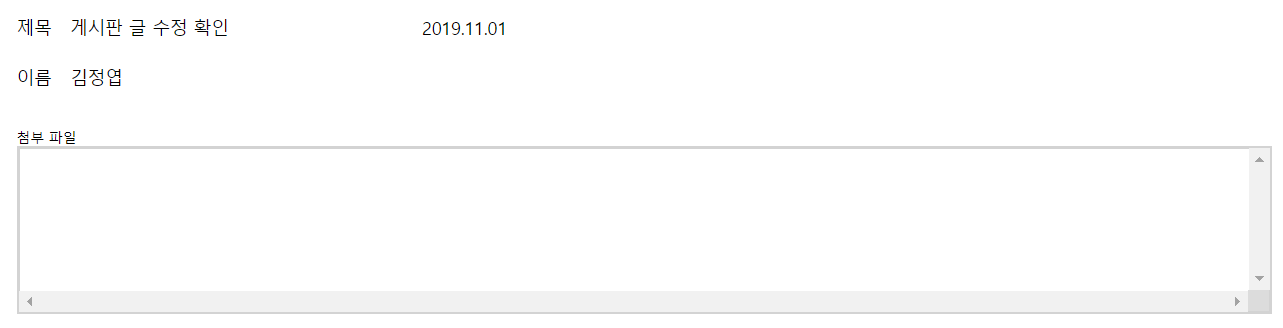 제목 게시판 글 수정 확인 2019.11.01
이름 김정엽
첨부 파일